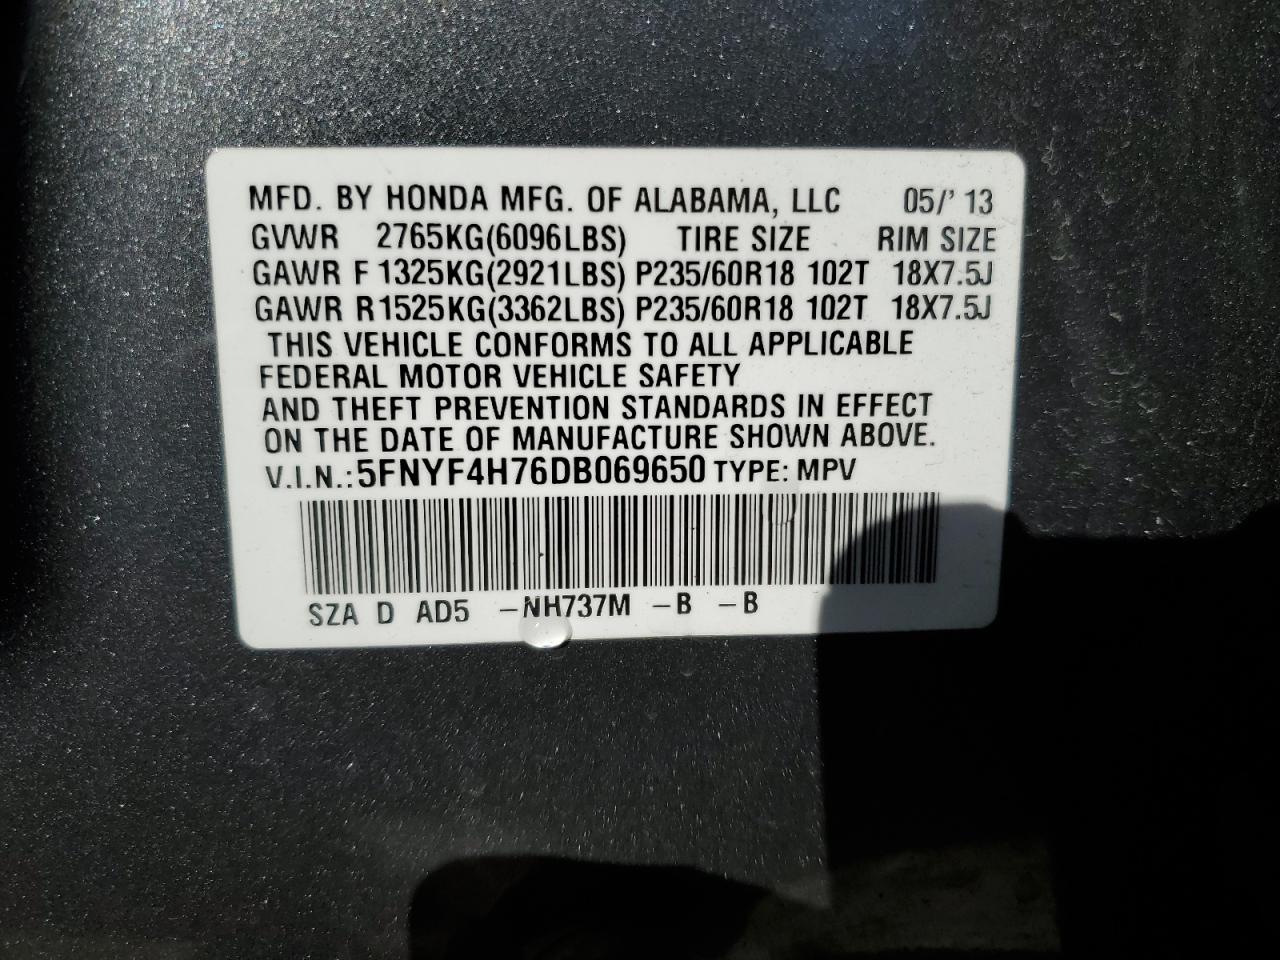 MFD. BY HONDA MFG. OF ALABAMA, LLC 05/' 13
GVWR 2765KG(6096LBS) TIRE SIZE RIM SIZE
GAWR F 1325KG(2921LBS) P235/60R18 102T 18X7.5J
GAWR R1525KG(3362LBS) P235/60R18 102T 18X7.5J
THIS VEHICLE CONFORMS TO ALL APPLICABLE
FEDERAL MOTOR VEHICLE SAFETY
AND THEFT PREVENTION STANDARDS IN EFFECT
ON THE DATE OF MANUFACTURE SHOWN ABOVE.
V.I.N.: 5FNYF4H76DB069650 TYPE: MPV
SZA D AD5 –NH737M –B –B